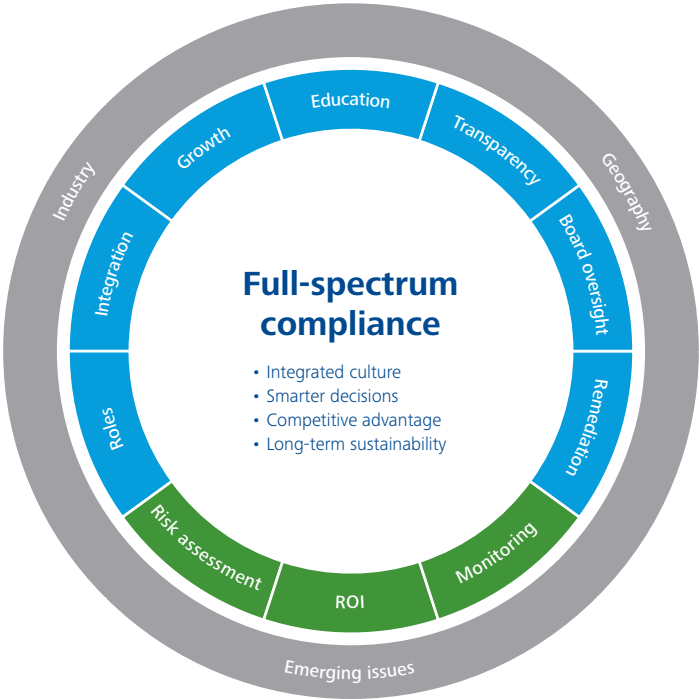 Industry
Geography
Emerging issues
Education
Transparency
Board oversight
Remediation
Monitoring
ROI
Risk assessment
Roles
Integration
Growth
Full-spectrum
compliance
• Integrated culture
• Smarter decisions
• Competitive advantage
• Long-term sustainability